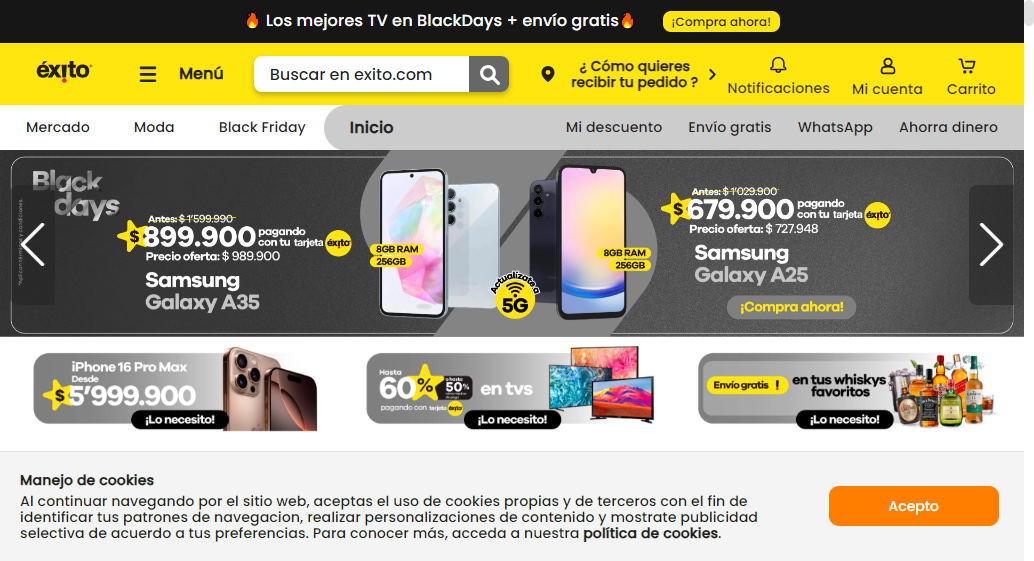 🔥 Los mejores TV en BlackDays + envío gratis🔥
¡Compra ahora!
éxito
Menú
Buscar en exito.com
¿ Cómo quieres
recibir tu pedido ?
Notificaciones
Mi cuenta
Carrito
Mercado
Moda
Black Friday
Inicio
Mi descuento
Envío gratis
WhatsApp
Ahorra dinero
Black
days
Antes: $ 1'599.990
$ 899.900 pagando
con tu tarjeta éxito
Precio oferta: $ 989.900
Samsung
Galaxy A35
8GB RAM
256GB
Actualízate a
5G
8GB RAM
256GB
Antes: $ 1'029.900
$ 679.900 pagando
con tu tarjeta éxito
Precio oferta: $ 727.948
Samsung
Galaxy A25
¡Compra ahora!
iPhone 16 Pro Max
Desde
$ 5'999.900
¡Lo necesito!
Hasta
60%
50%
pagando con tarjeta éxito
en tvs
¡Lo necesito!
Envío gratis !
en tus whiskys
favoritos
¡Lo necesito!
Manejo de cookies
Al continuar navegando por el sitio web, aceptas el uso de cookies propias y de terceros con el fin de
identificar tus patrones de navegacion, realizar personalizaciones de contenido y mostrate publicidad
selectiva de acuerdo a tus preferencias. Para conocer más, acceda a nuestra política de cookies.
Acepto